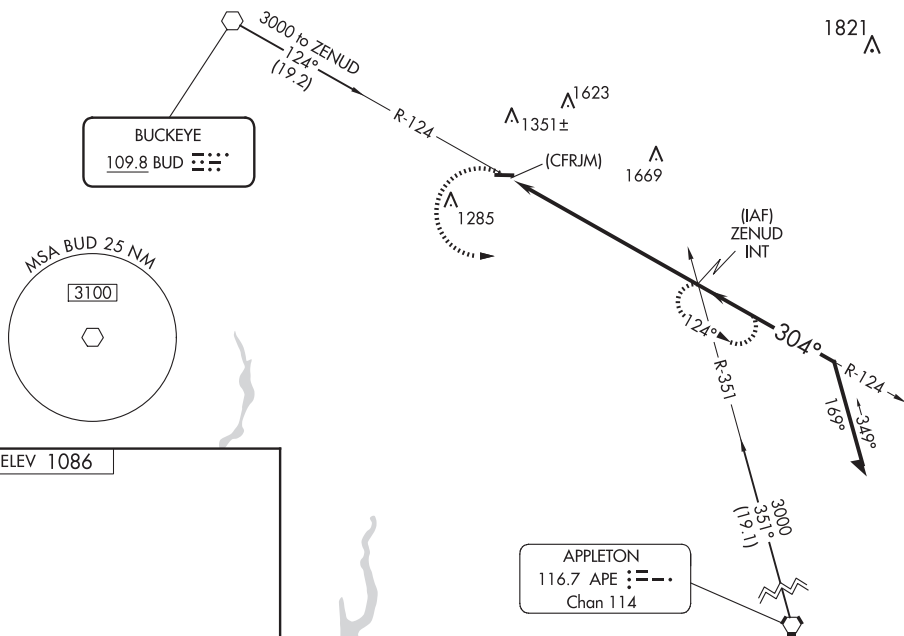 1821
3000 to ZENUD
124°
(19.2)
R-124
1623
1351±
BUCKEYE
109.8 BUD
(CFRJM)
1669
1285
(IAF)
ZENUD
INT
MSA BUD 25 NM
3100
124°
304°
R-124
R-351
169°
349°
ELEV 1086
3000
351°
(19.1)
APPLETON
116.7 APE
Chan 114